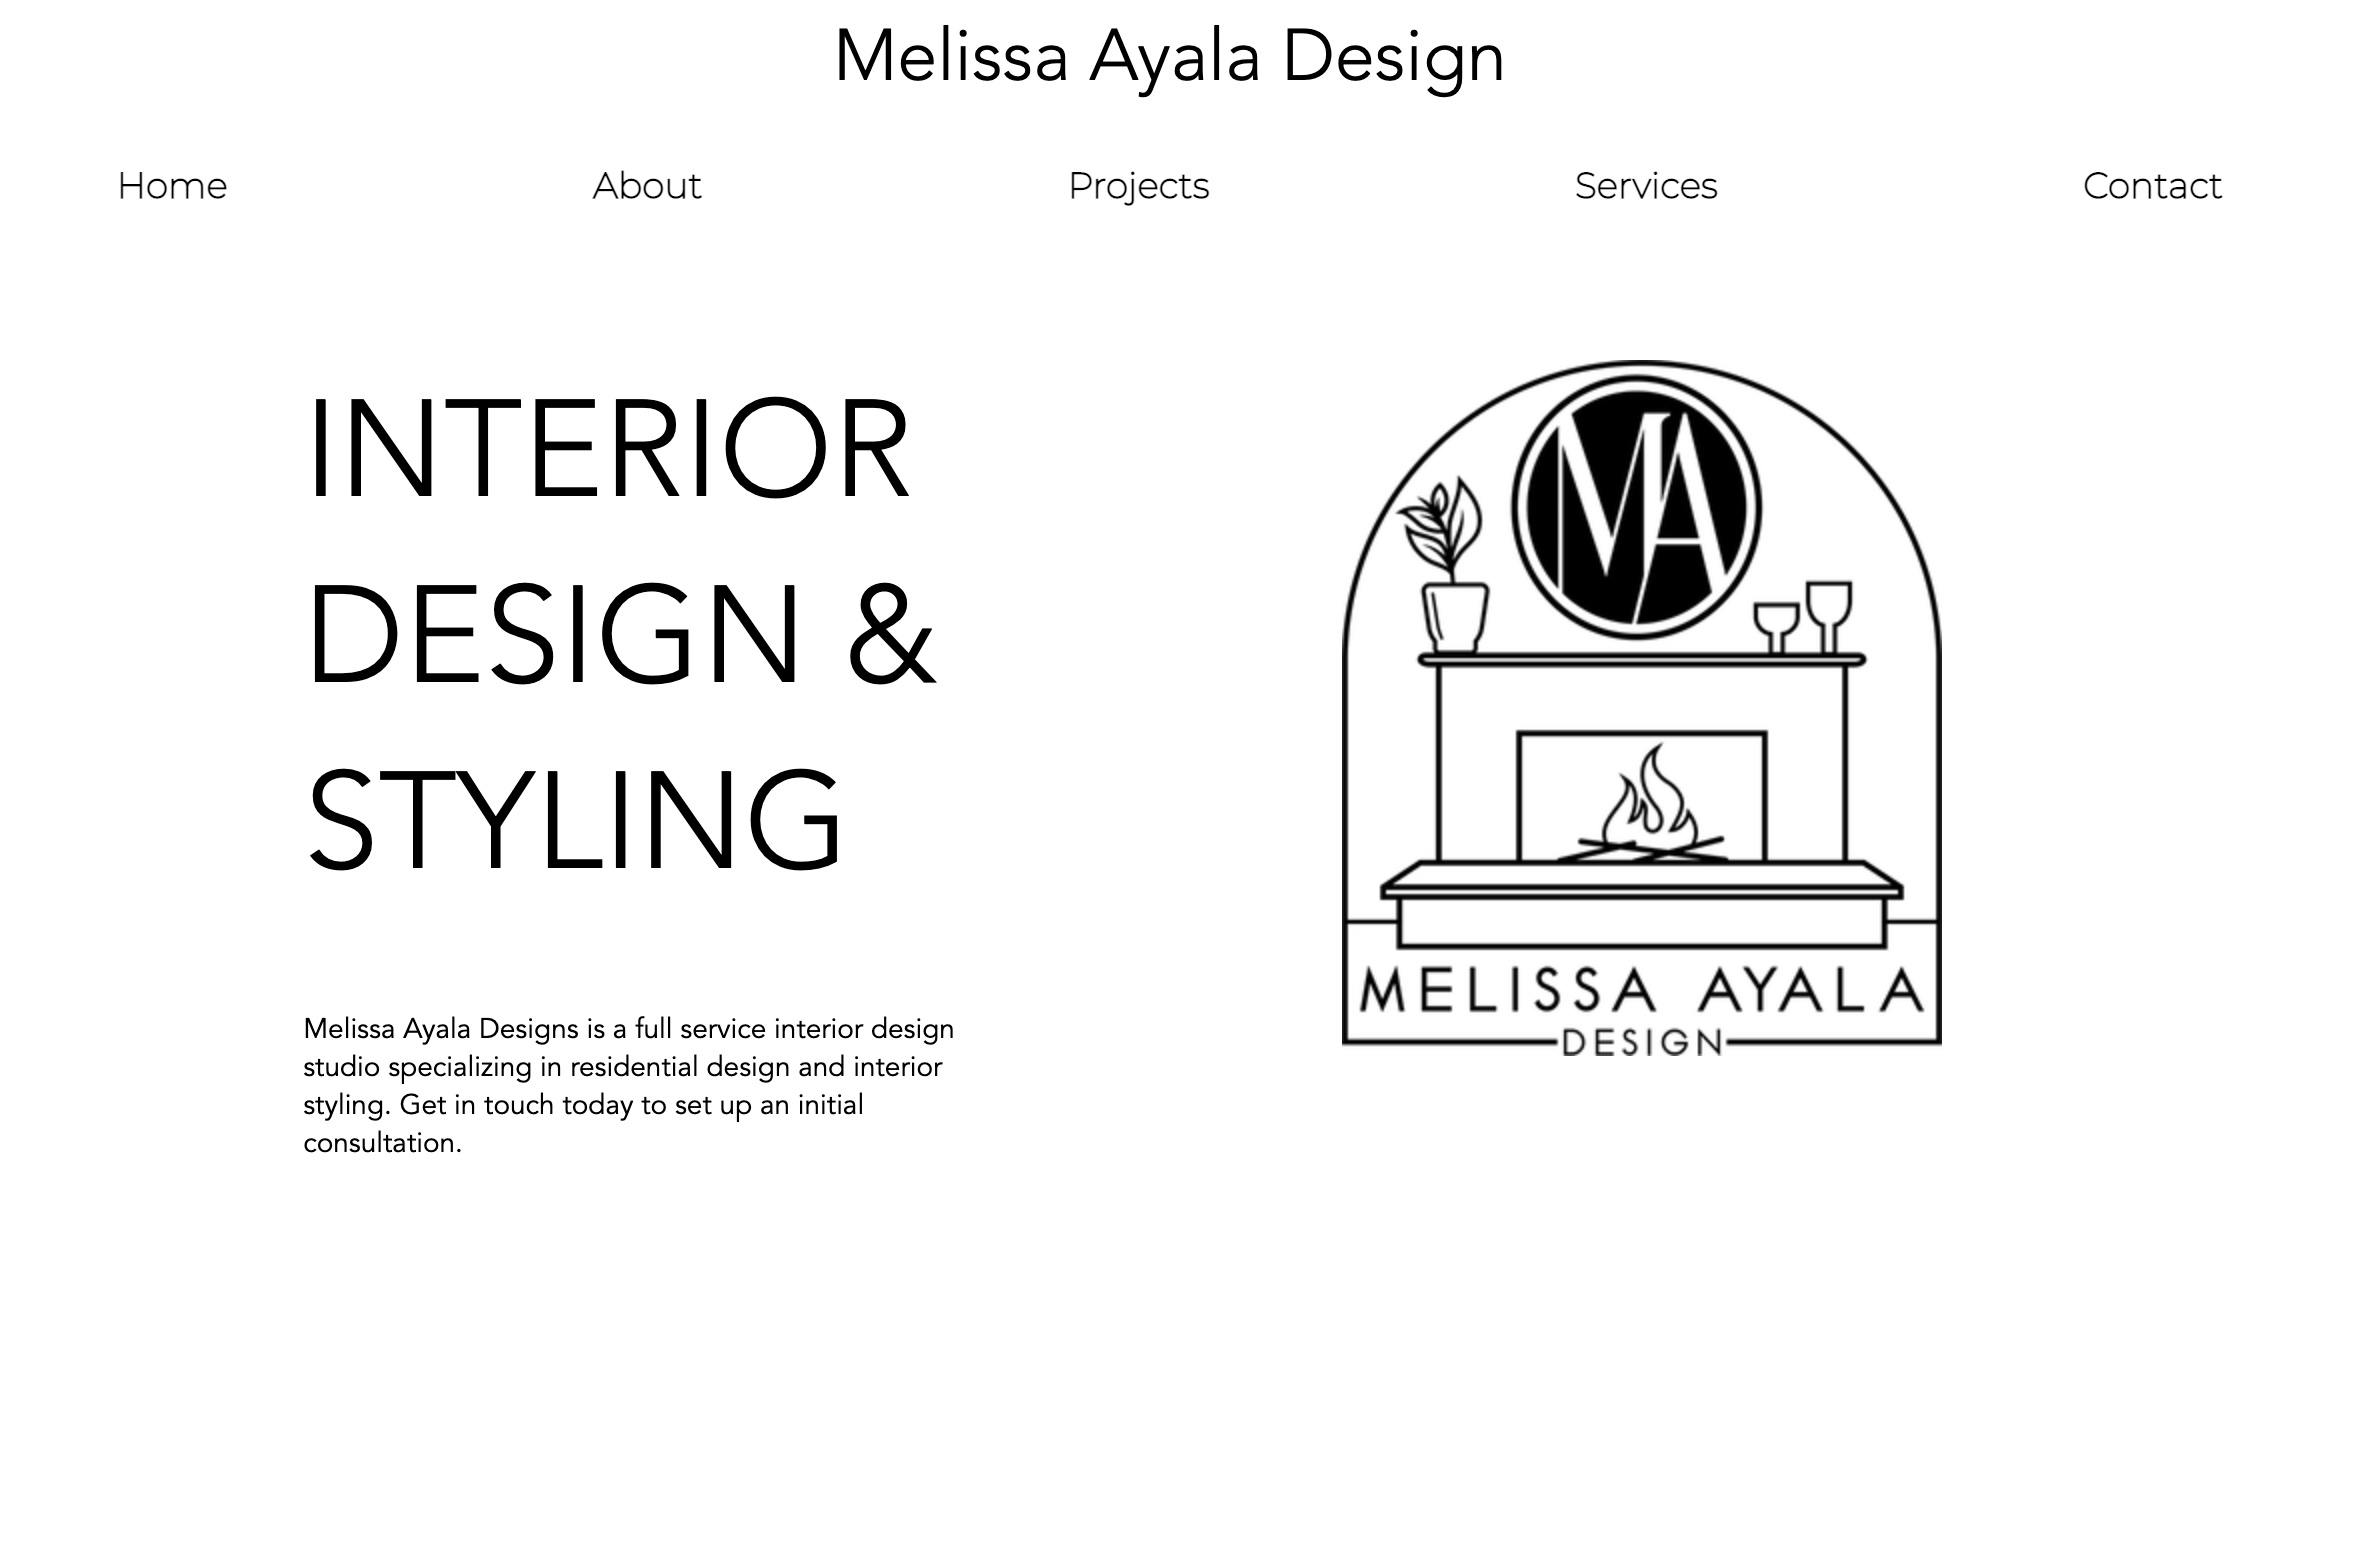 Melissa Ayala Design
Home About Projects Services Contact
INTERIOR
DESIGN &
STYLING
Melissa Ayala Designs is a full service interior design
studio specializing in residential design and interior
styling. Get in touch today to set up an initial
consultation.
MA
MELISSA AYALA
DESIGN